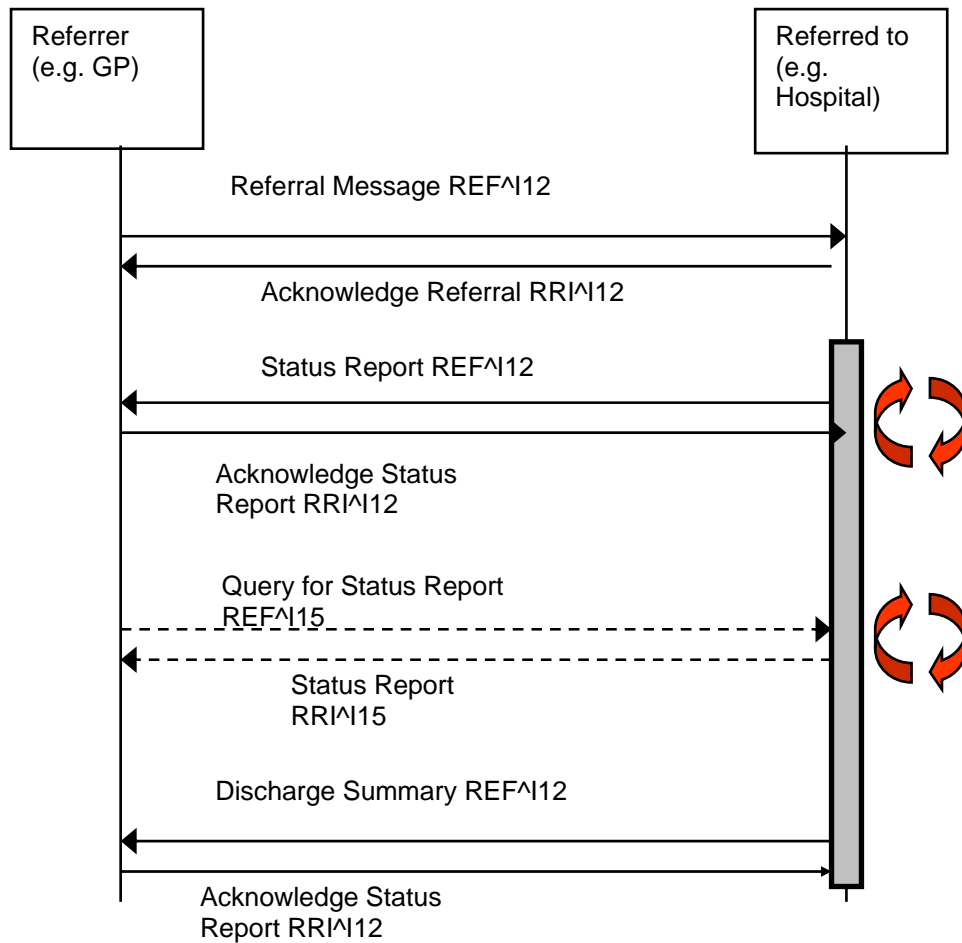 Referrer
(e.g. GP)
Referred to
(e.g.
Hospital)
Referral Message REF^I12
Acknowledge Referral RRI^I12
Status Report REF^I12
Acknowledge Status
Report RRI^I12
Query for Status Report
REF^I15
Status Report
RRI^I15
Discharge Summary REF^I12
Acknowledge Status
Report RRI^I12